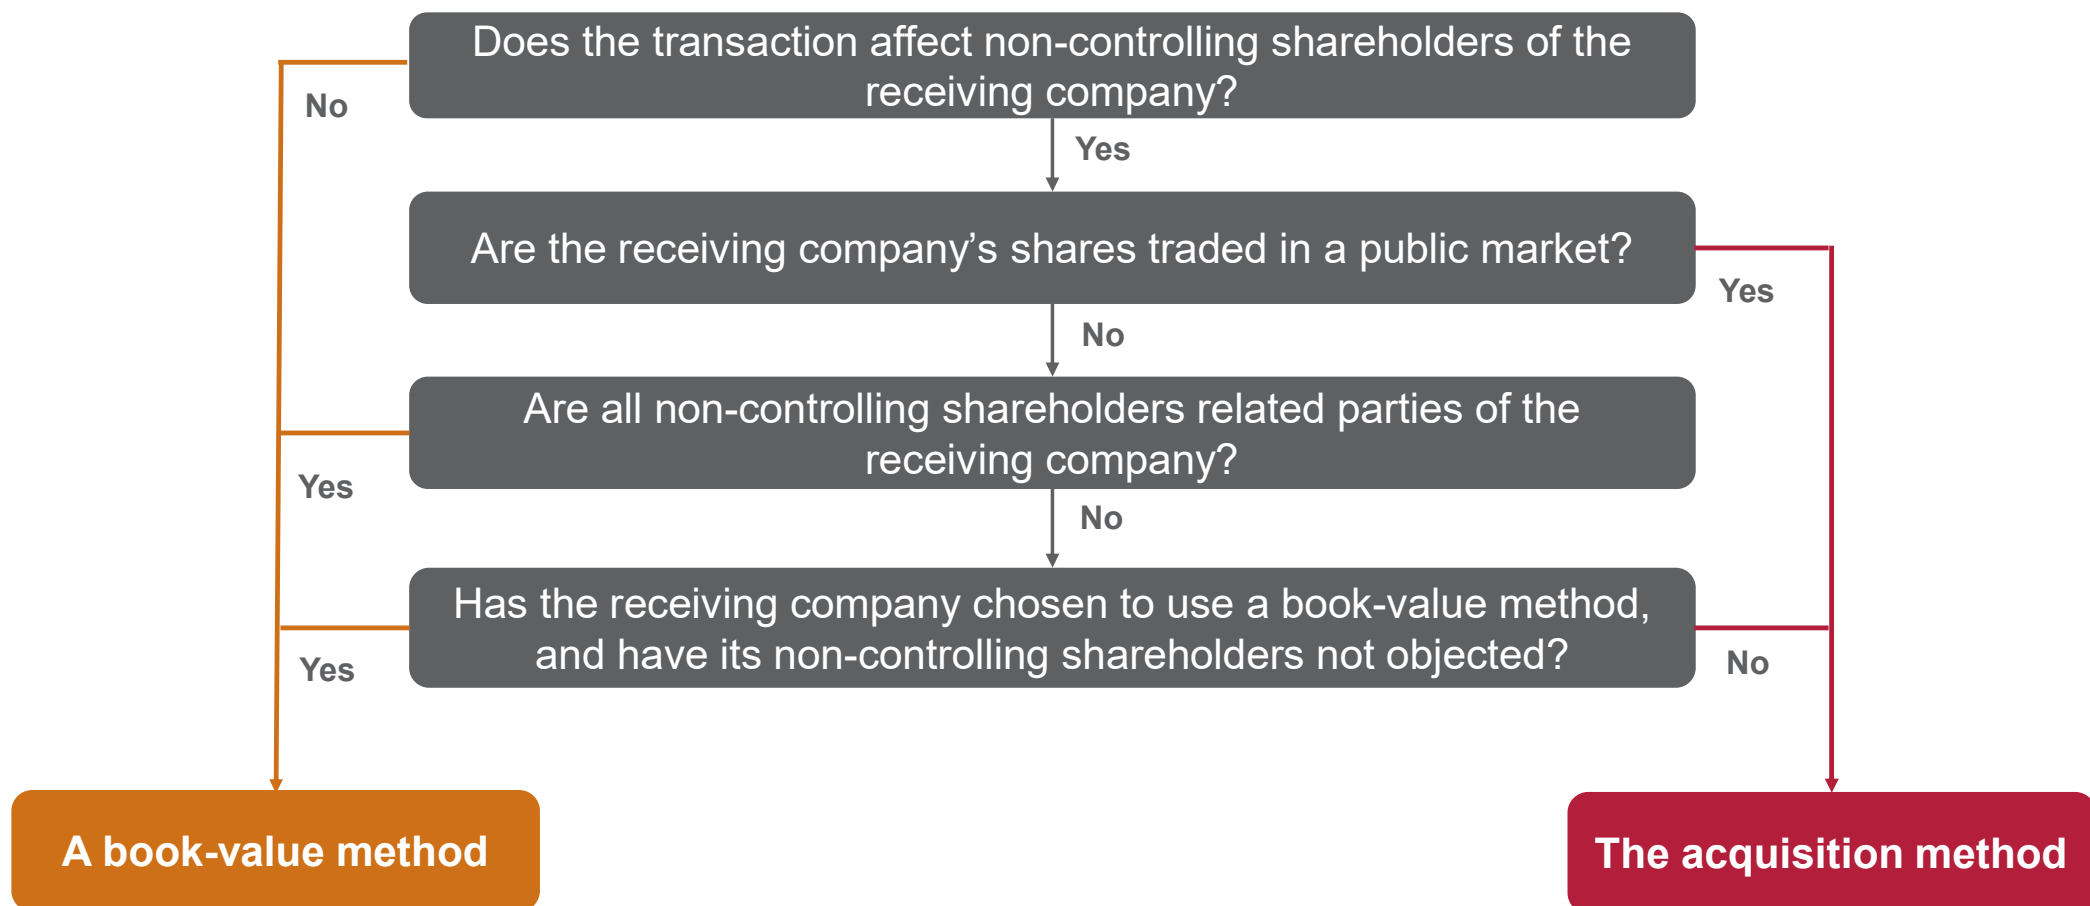 Does the transaction affect non-controlling shareholders of the
receiving company?
No
Yes
Are the receiving company’s shares traded in a public market?
Yes
No
Are all non-controlling shareholders related parties of the
receiving company?
Yes
No
Has the receiving company chosen to use a book-value method,
and have its non-controlling shareholders not objected?
Yes
No
A book-value method
The acquisition method